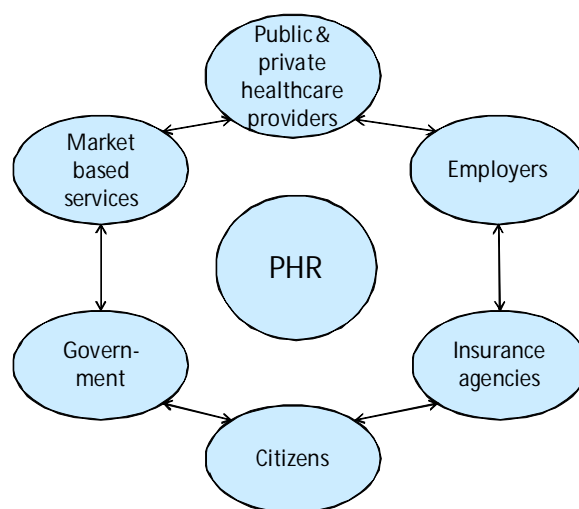 Public &
private
healthcare
providers
Market
based
services
Employers
PHR
Govern-
ment
Insurance
agencies
Citizens